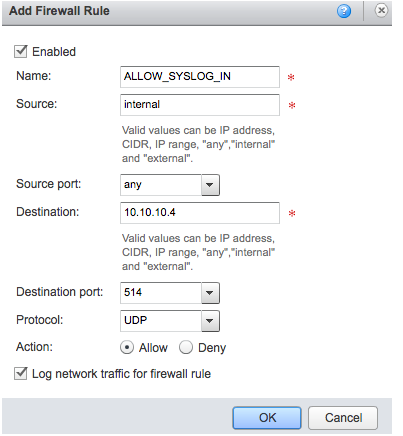 Add Firewall Rule
Enabled
Name: ALLOW_SYSLOG_IN *
Source: internal *
Valid values can be IP address,
CIDR, IP range, "any","internal"
and "external".
Source port: any
Destination: 10.10.10.4 *
Valid values can be IP address,
CIDR, IP range, "any","internal"
and "external".
Destination port: 514
Protocol: UDP
Action: Allow Deny
Log network traffic for firewall rule
OK Cancel